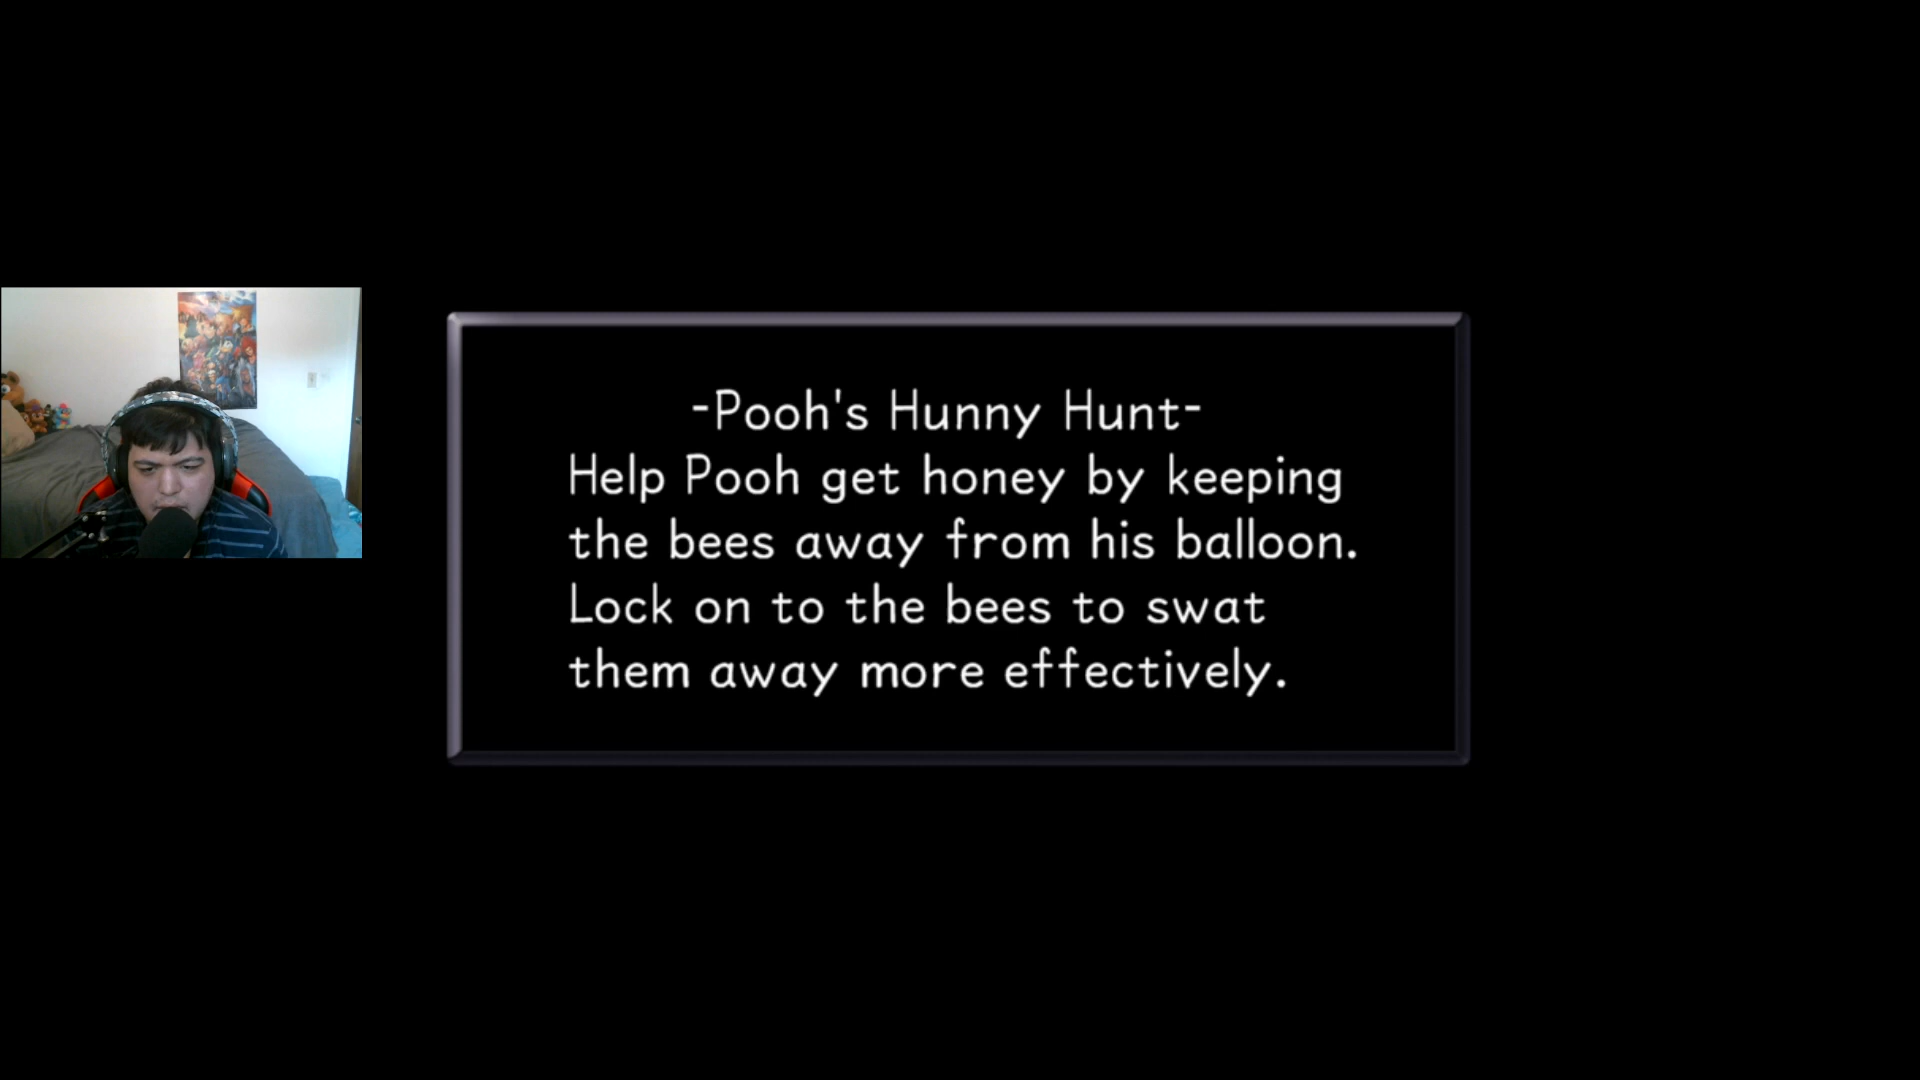 -Pooh's Hunny Hunt-
Help Pooh get honey by keeping
the bees away from his balloon.
Lock on to the bees to swat
them away more effectively.